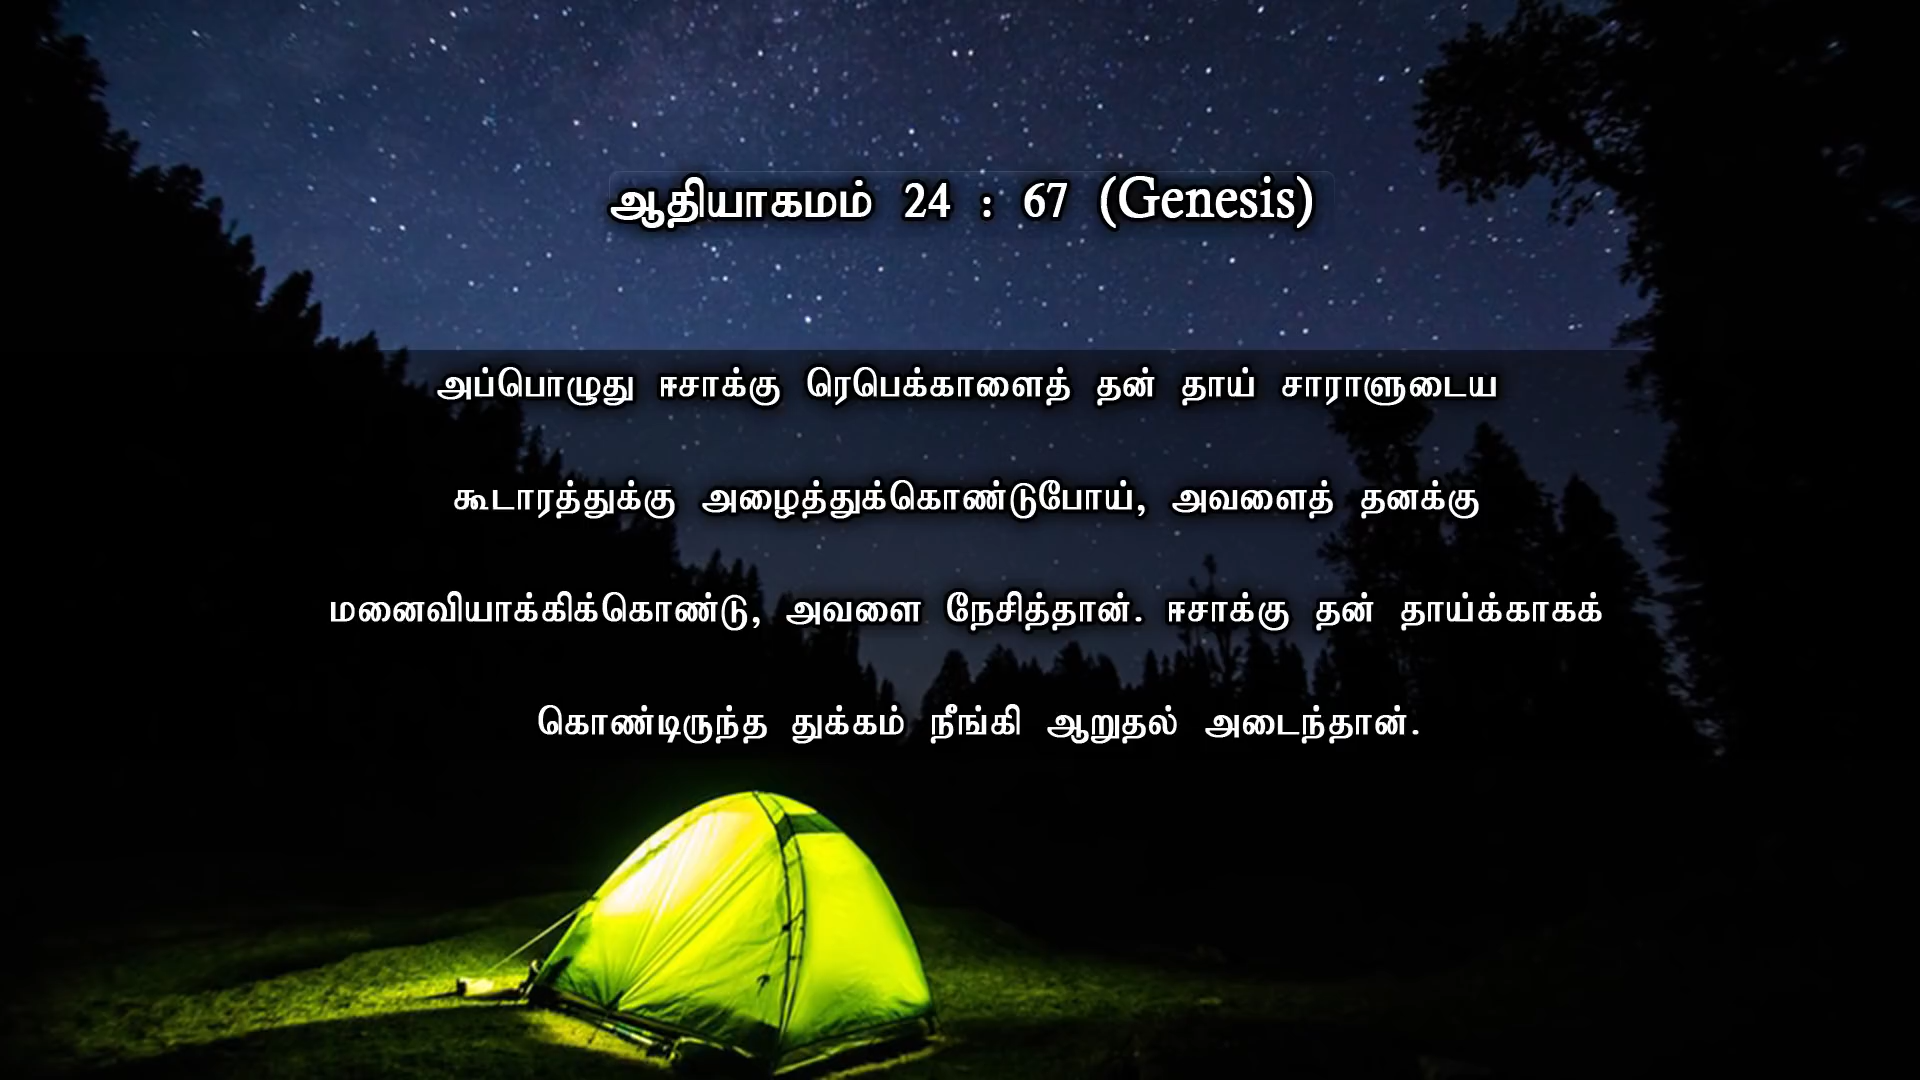 ஆதியாகமம் 24 : 67 (Genesis)
அப்பொழுது ஈசாக்கு ரெபெக்காளைத் தன் தாய் சாராளுடைய
கூடாரத்துக்கு அழைத்துக்கொண்டுபோய், அவளைத் தனக்கு
மனைவியாக்கிக்கொண்டு, அவளை நேசித்தான். ஈசாக்கு தன் தாய்க்காகக்
கொண்டிருந்த துக்கம் நீங்கி ஆறுதல் அடைந்தான்.